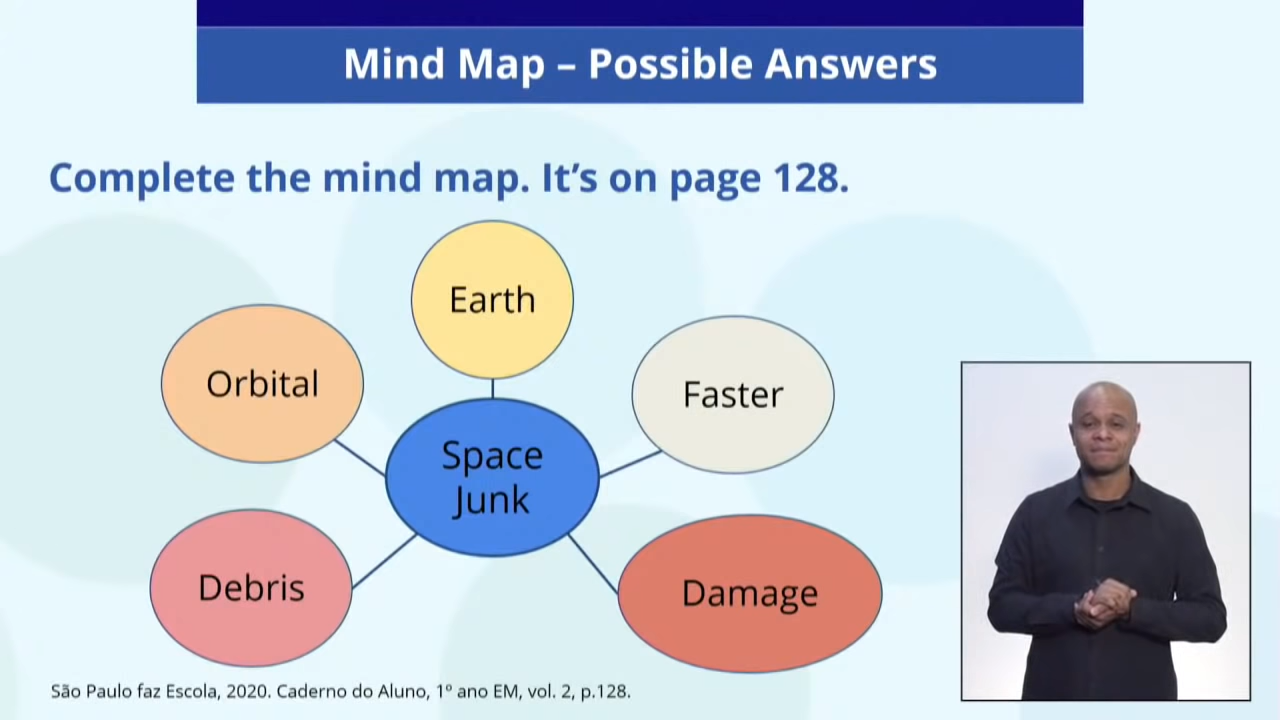 Mind Map – Possible Answers
Complete the mind map. It’s on page 128.
Earth
Orbital
Faster
Space
Junk
Debris
Damage
São Paulo faz Escola, 2020. Caderno do Aluno, 1º ano EM, vol. 2, p.128.